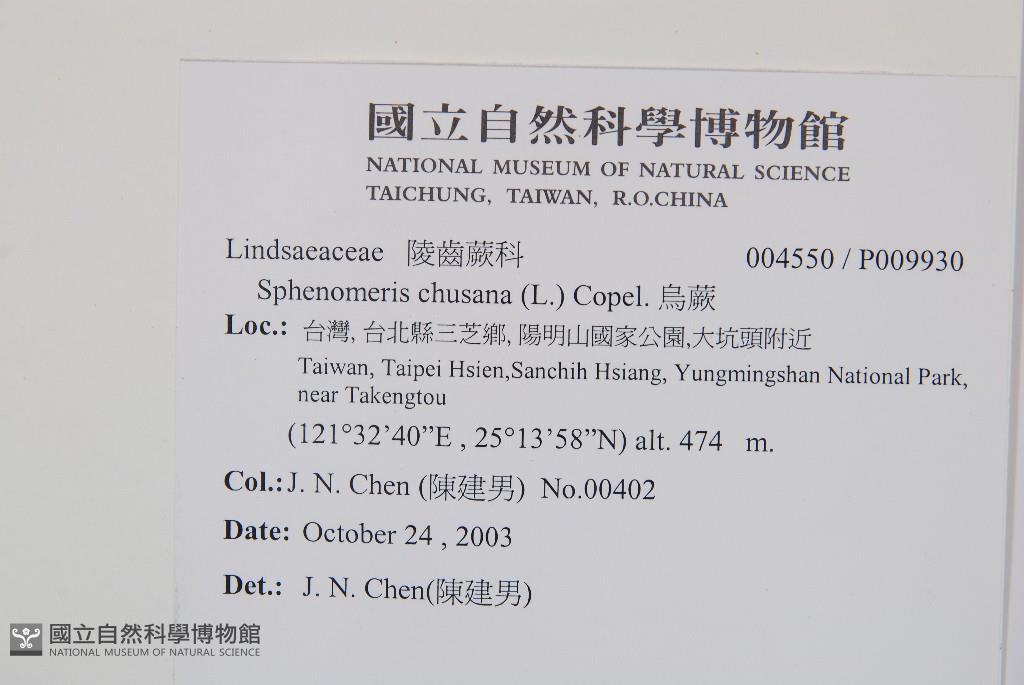 國立自然科學博物館
NATIONAL MUSEUM OF NATURAL SCIENCE
TAICHUNG, TAIWAN, R.O.CHINA
Lindsaeaceae 陵齒蕨科 004550 / P009930
Sphenomeris chusana (L.) Copel. 烏蕨
Loc.: 台灣, 台北縣三芝鄉, 陽明山國家公園,大坑頭附近
Taiwan, Taipei Hsien,Sanchih Hsiang, Yungmingshan National Park,
near Takengtou
(121°32’40”E , 25°13’58”N) alt. 474 m.
Col.: J. N. Chen (陳建男) No.00402
Date: October 24 , 2003
Det.: J. N. Chen(陳建男)
國立自然科學博物館
NATIONAL MUSEUM OF NATURAL SCIENCE